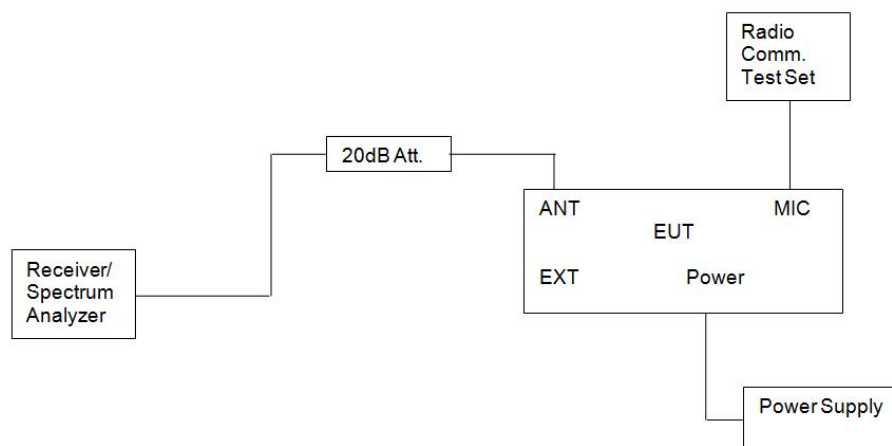 Radio
Comm.
Test Set
20dB Att.
ANT
MIC
EUT
Receiver/
Spectrum
Analyzer
EXT
Power
Power Supply